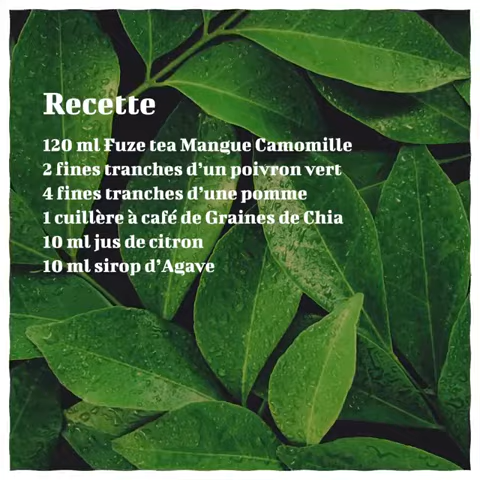 Recette
120 ml Fuze tea Mangue Camomille
2 fines tranches d’un poivron vert
4 fines tranches d’une pomme
1 cuillère à café de Graines de Chia
10 ml jus de citron
10 ml sirop d’Agave